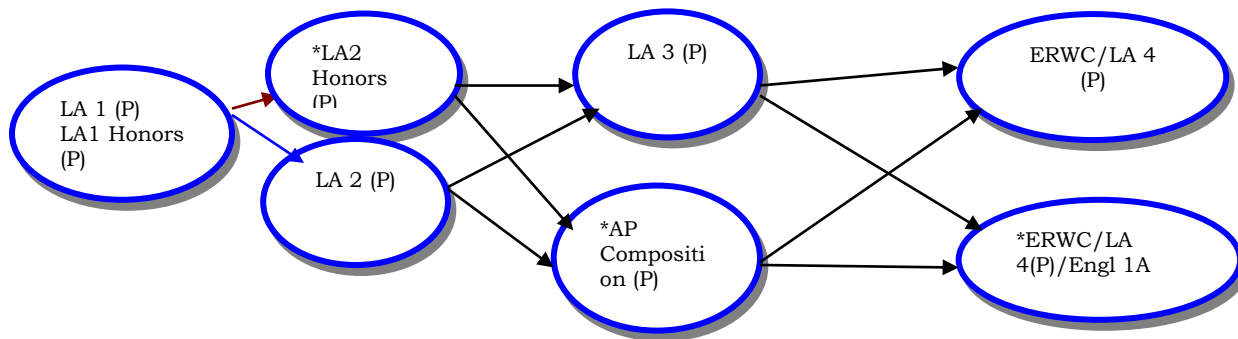 LA 1 (P)
LA1 Honors
(P)
*LA2
Honors
(P)
LA 2 (P)
LA 3 (P)
*AP
Compositi
on (P)
ERWC/LA 4
(P)
*ERWC/LA
4(P)/Engl 1A